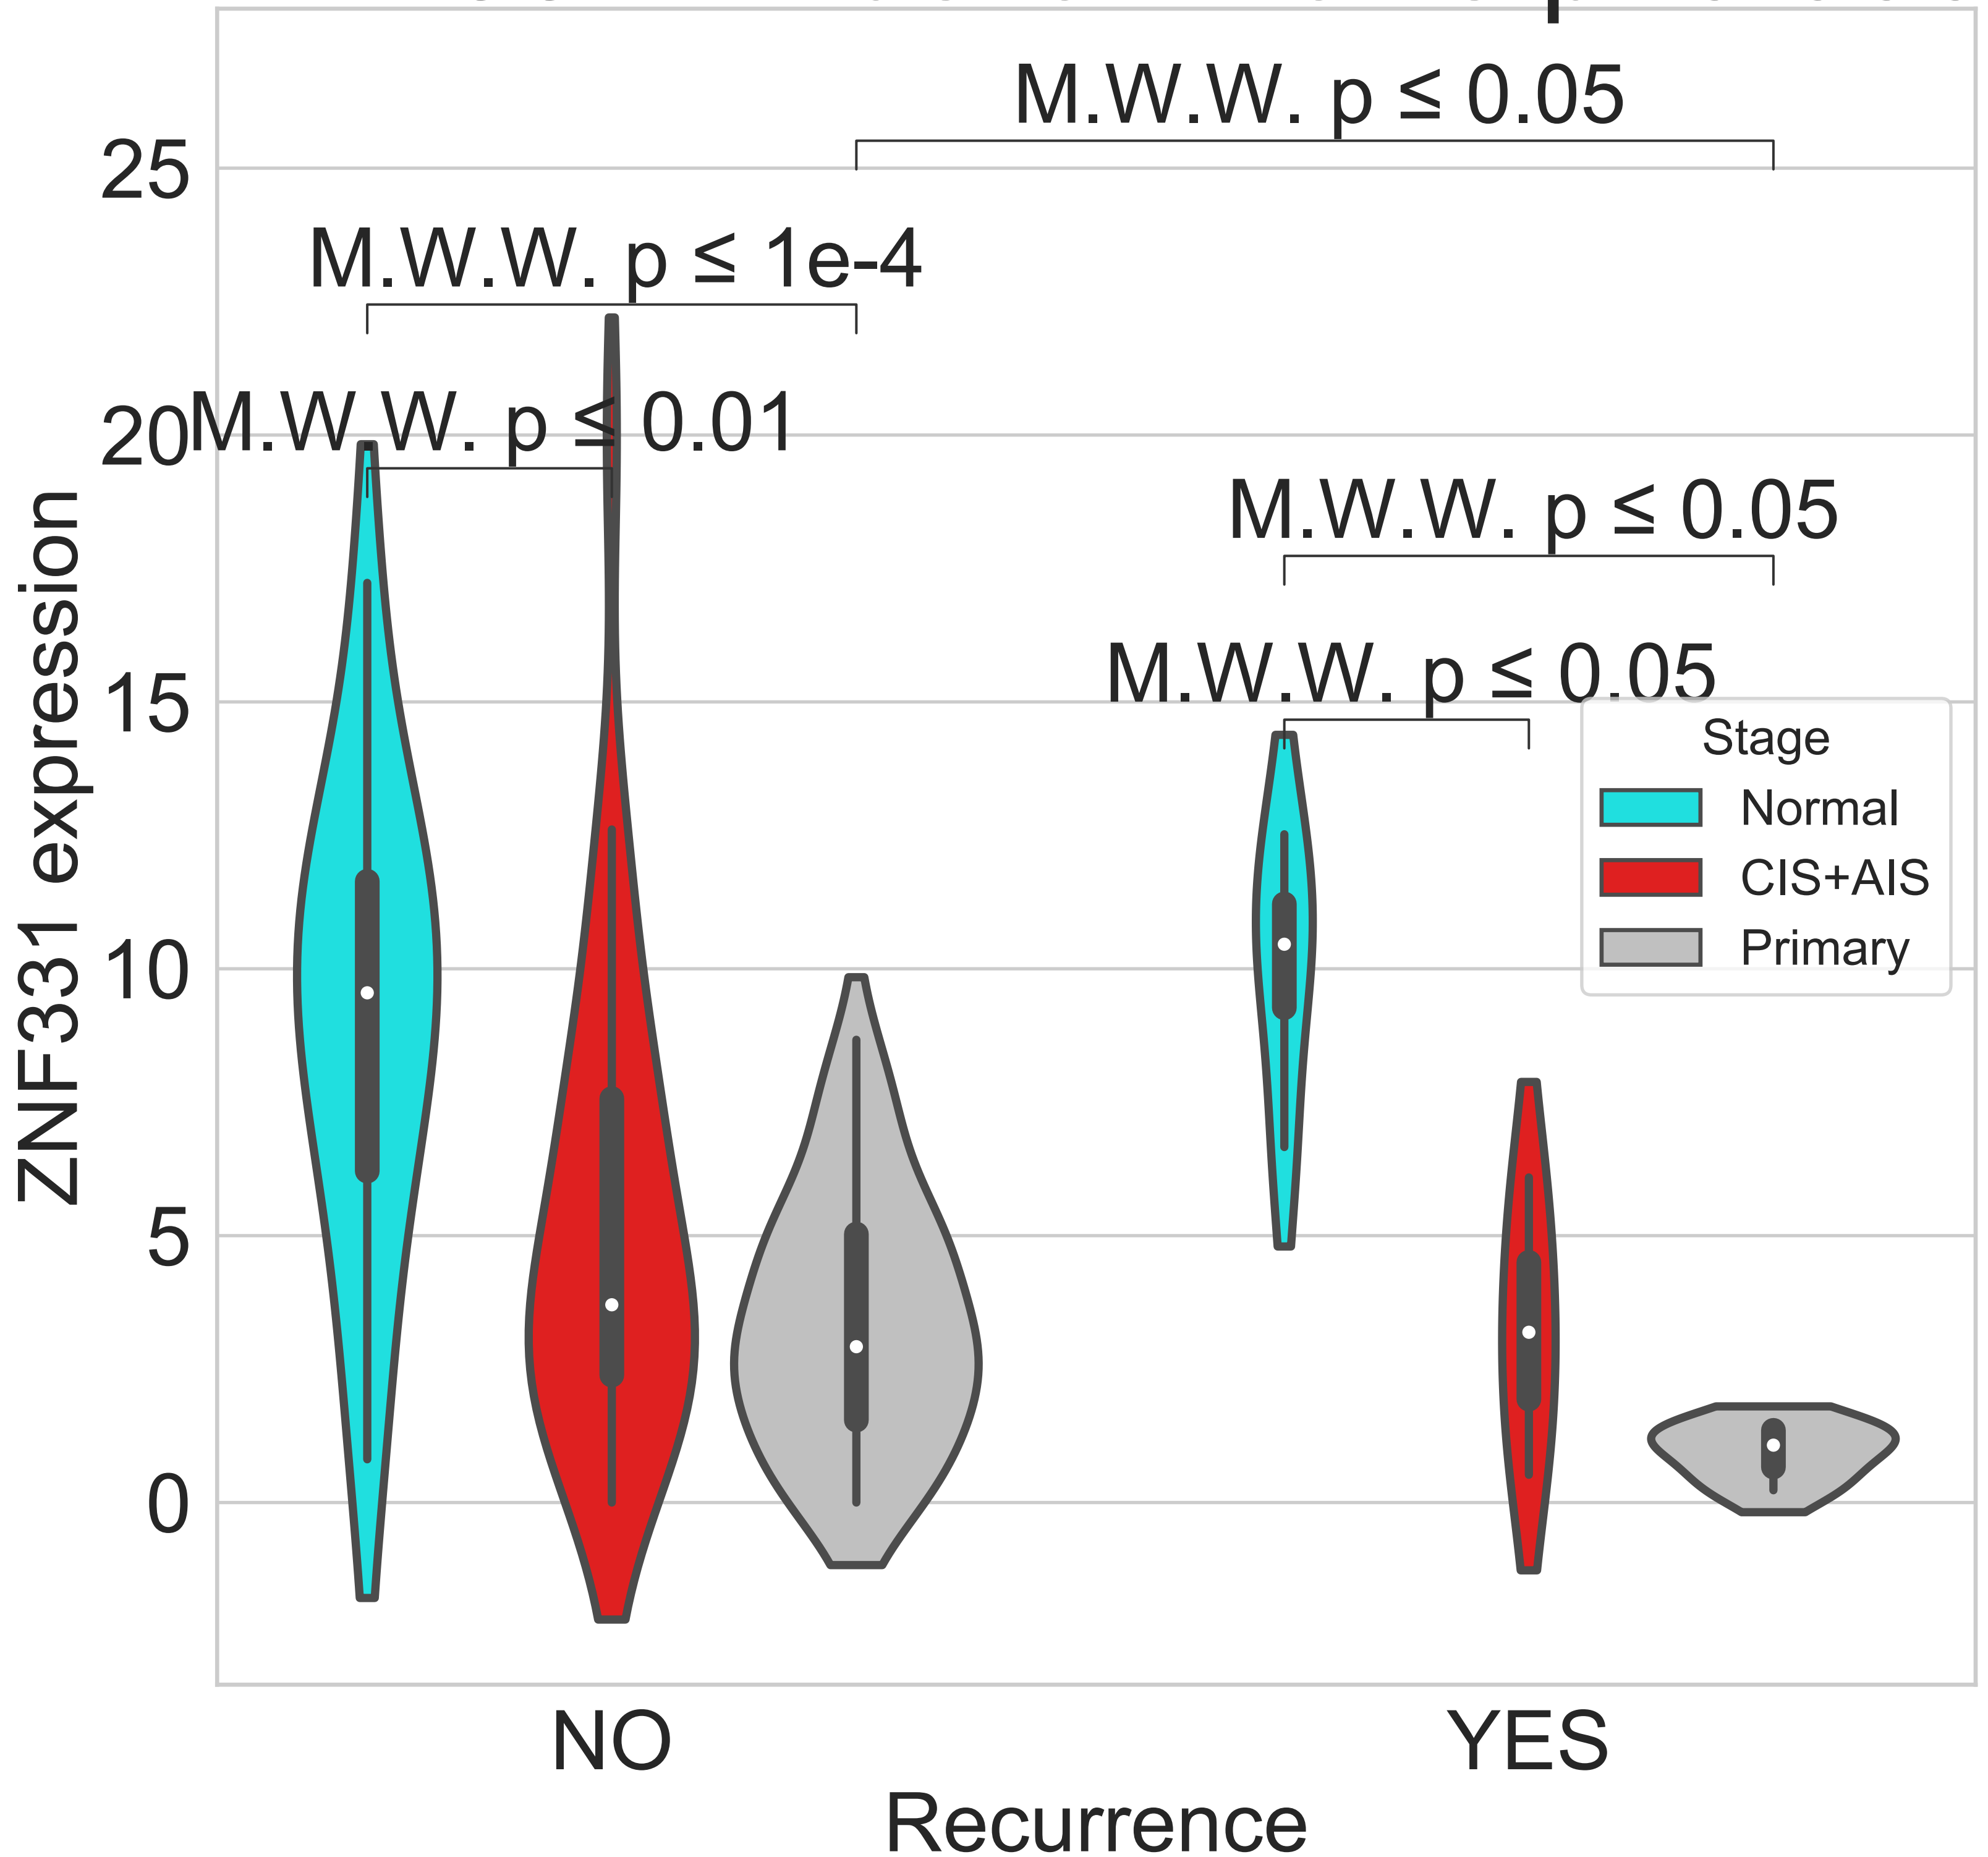 M.W.W. p ≤ 0.05
25
M.W.W. p ≤ 1e-4
M.W.W. p ≤ 0.01
20
M.W.W. p ≤ 0.05
M.W.W. p ≤ 0.05
15
Stage
Normal
CIS+AIS
Primary
10
5
0
ZNF331 expression
NO
YES
Recurrence